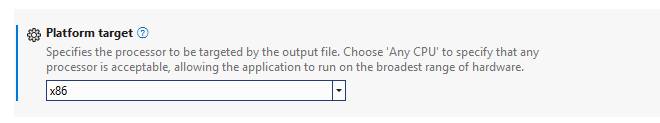 Platform target ?
Specifies the processor to be targeted by the output file. Choose 'Any CPU' to specify that any
processor is acceptable, allowing the application to run on the broadest range of hardware.
x86